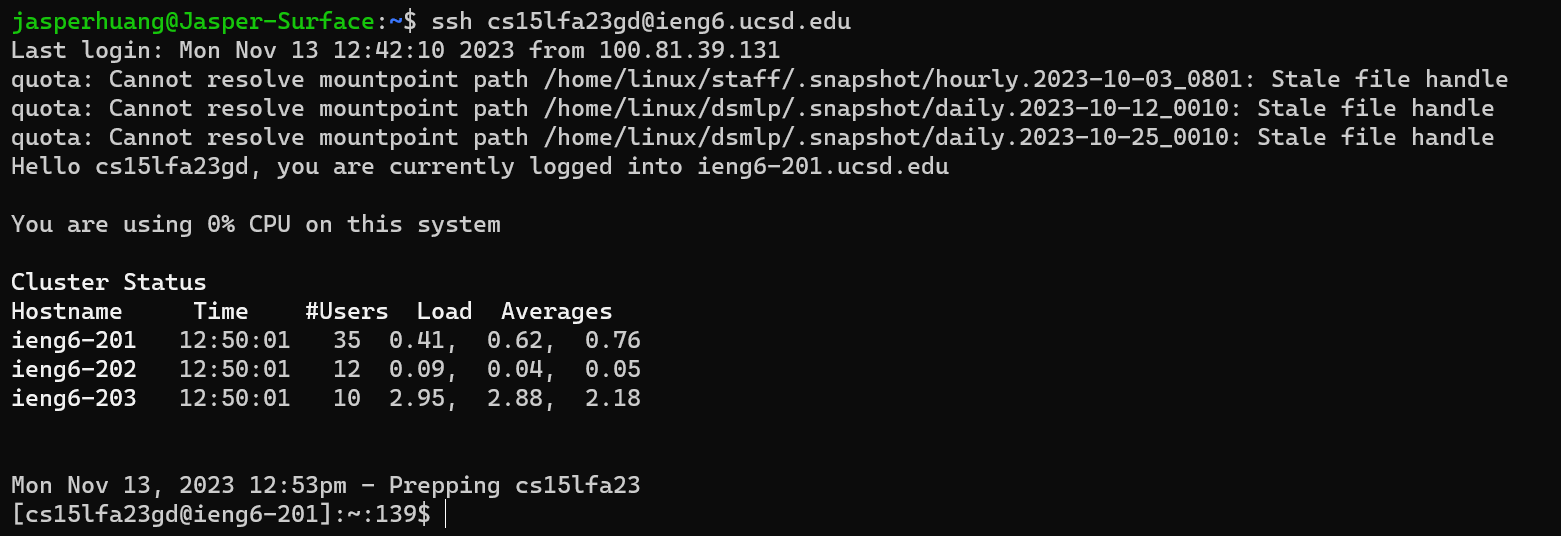 jasperhuang@Jasper-Surface:~$ ssh cs15lfa23gd@ieng6.ucsd.edu
Last login: Mon Nov 13 12:42:10 2023 from 100.81.39.131
quota: Cannot resolve mountpoint path /home/linux/staff/.snapshot/hourly.2023-10-03_0801: Stale file handle
quota: Cannot resolve mountpoint path /home/linux/dsmlp/.snapshot/daily.2023-10-12_0010: Stale file handle
quota: Cannot resolve mountpoint path /home/linux/dsmlp/.snapshot/daily.2023-10-25_0010: Stale file handle
Hello cs15lfa23gd, you are currently logged into ieng6-201.ucsd.edu
You are using 0% CPU on this system
Cluster Status
Hostname     Time    #Users  Load  Averages
ieng6-201   12:50:01   35  0.41,  0.62,  0.76
ieng6-202   12:50:01   12  0.09,  0.04,  0.05
ieng6-203   12:50:01   10  2.95,  2.88,  2.18
Mon Nov 13, 2023 12:53pm - Prepping cs15lfa23
[cs15lfa23gd@ieng6-201]:~:139$